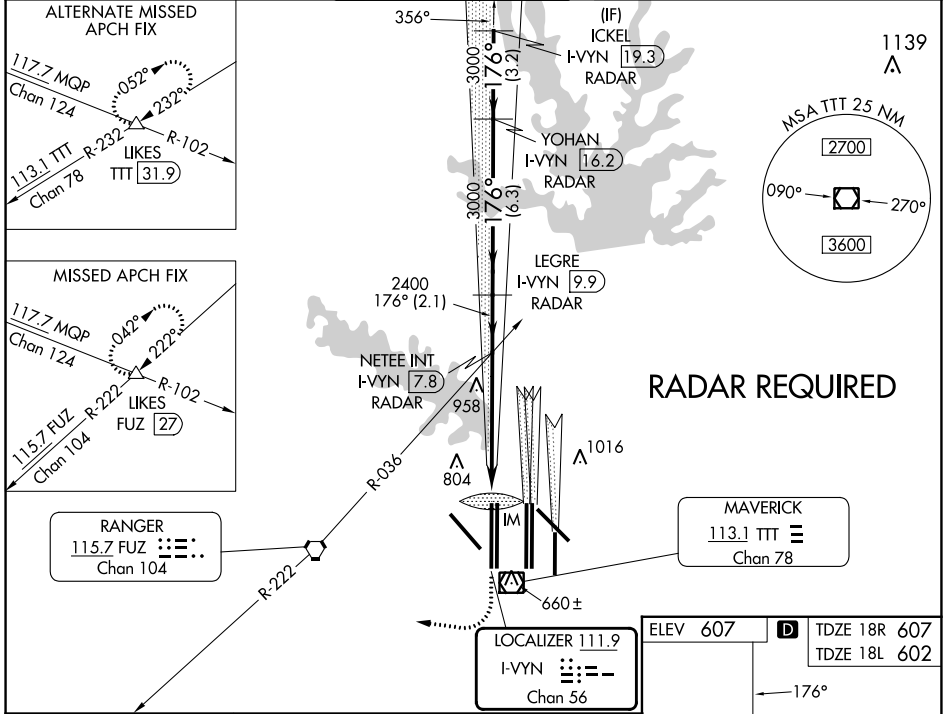 ALTERNATE MISSED
APCH FIX
117.7 MQP
Chan 124
052°
232°
R-232
R-102
113.1 TTT
Chan 78
LIKES
TTT 31.9
MISSED APCH FIX
117.7 MQP
Chan 124
042°
222°
R-222
R-102
115.7 FUZ
Chan 104
LIKES
FUZ 27
356°
(IF)
ICKEL
I-VYN 19.3
RADAR
3000
176°
(3.2)
YOHAN
I-VYN 16.2
RADAR
3000
176°
(6.3)
LEGRE
I-VYN 9.9
RADAR
2400
176° (2.1)
NETEE INT
I-VYN 7.8
RADAR
958
804
1016
1139
MSA TTT 25 NM
2700
090°
270°
3600
RADAR REQUIRED
R-036
R-222
IM
RANGER
115.7 FUZ
Chan 104
MAVERICK
113.1 TTT
Chan 78
660±
LOCALIZER 111.9
I-VYN
Chan 56
ELEV 607
D
TDZE 18R 607
TDZE 18L 602
176°